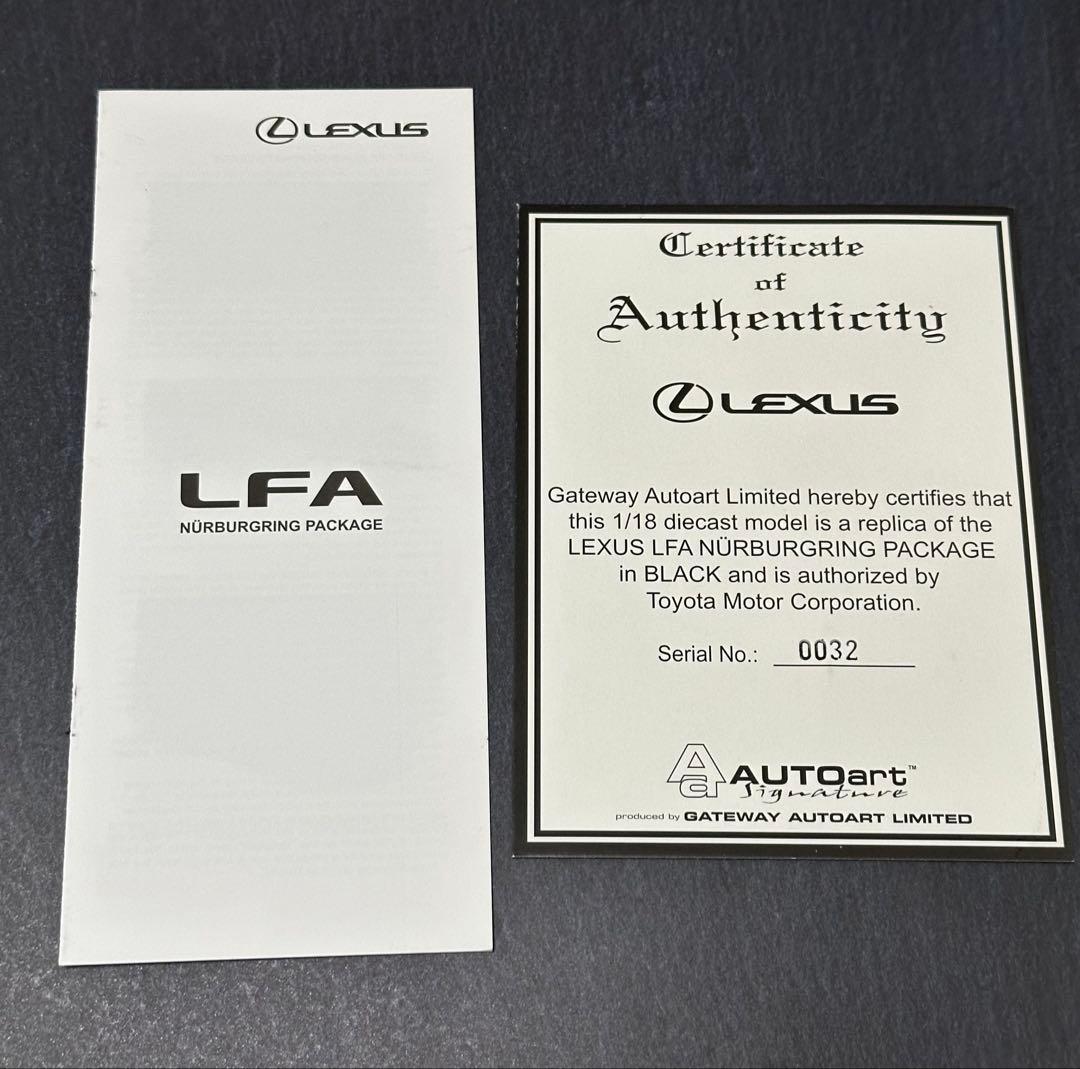 LEXUS
LFA
NÜRBURGRING PACKAGE
Certificate
of
Authenticity
LEXUS
Gateway Autoart Limited hereby certifies that
this 1/18 diecast model is a replica of the
LEXUS LFA NÜRBURGRING PACKAGE
in BLACK and is authorized by
Toyota Motor Corporation.
Serial No.: 0032
Aa AUTOart™
Signature
produced by GATEWAY AUTOART LIMITED